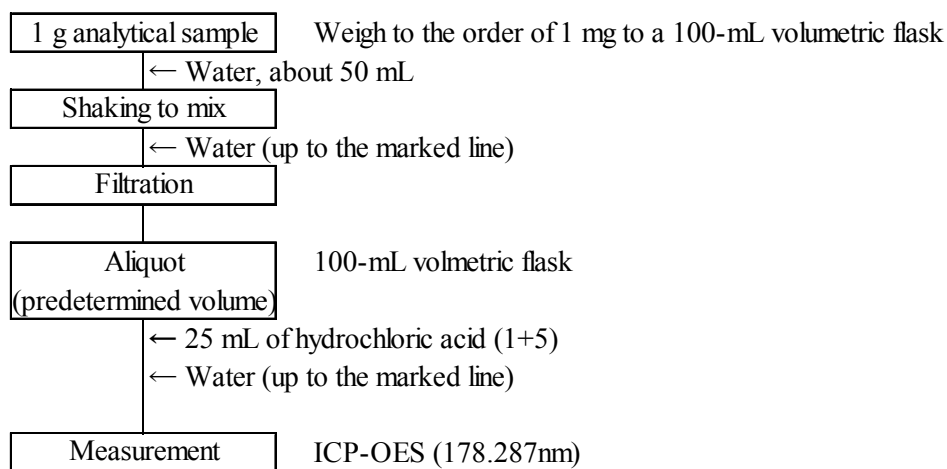 1 g analytical sample Weigh to the order of 1 mg to a 100-mL volumetric flask
← Water, about 50 mL
Shaking to mix
← Water (up to the marked line)
Filtration
Aliquot 100-mL volmetric flask
(predetermined volume)
← 25 mL of hydrochloric acid (1+5)
← Water (up to the marked line)
Measurement ICP-OES (178.287nm)